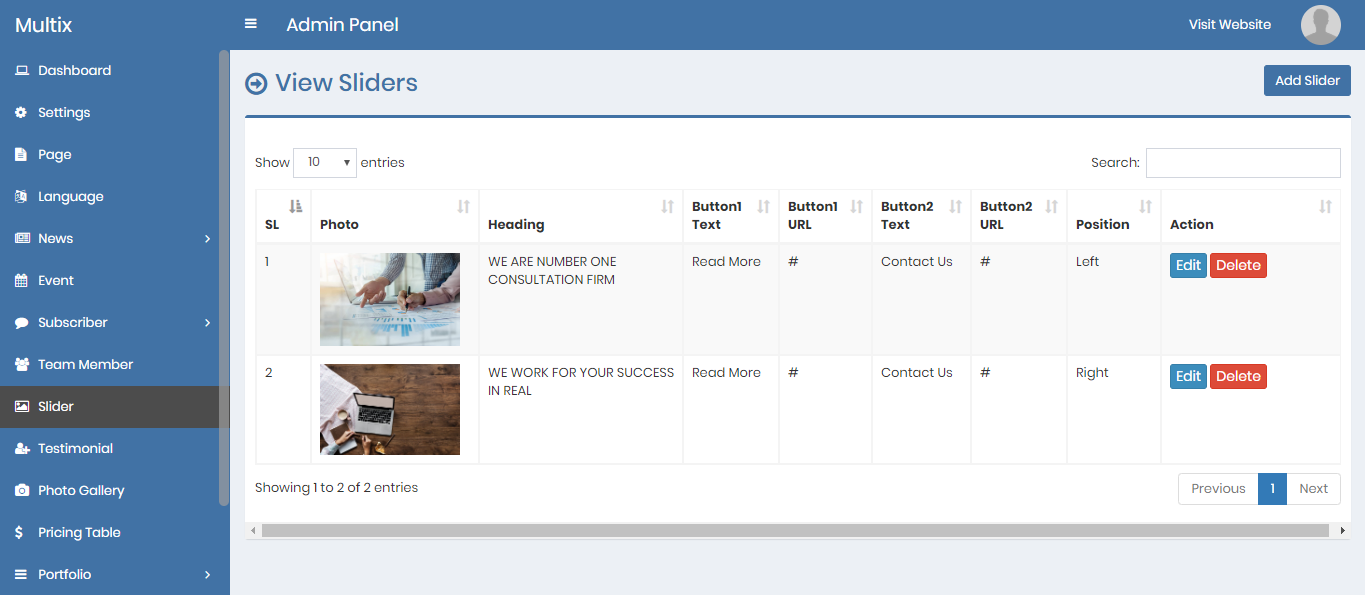 Multix
Admin Panel
Visit Website
Dashboard
Settings
Page
Language
News
Event
Subscriber
Team Member
Slider
Testimonial
Photo Gallery
Pricing Table
Portfolio
View Sliders
Add Slider
Show 10 entries
Search:
SL
Photo
Heading
Button1
Text
Button1
URL
Button2
Text
Button2
URL
Position
Action
1
WE ARE NUMBER ONE
CONSULTATION FIRM
Read More
#
Contact Us
#
Left
Edit
Delete
2
WE WORK FOR YOUR SUCCESS
IN REAL
Read More
#
Contact Us
#
Right
Edit
Delete
Showing 1 to 2 of 2 entries
Previous
1
Next